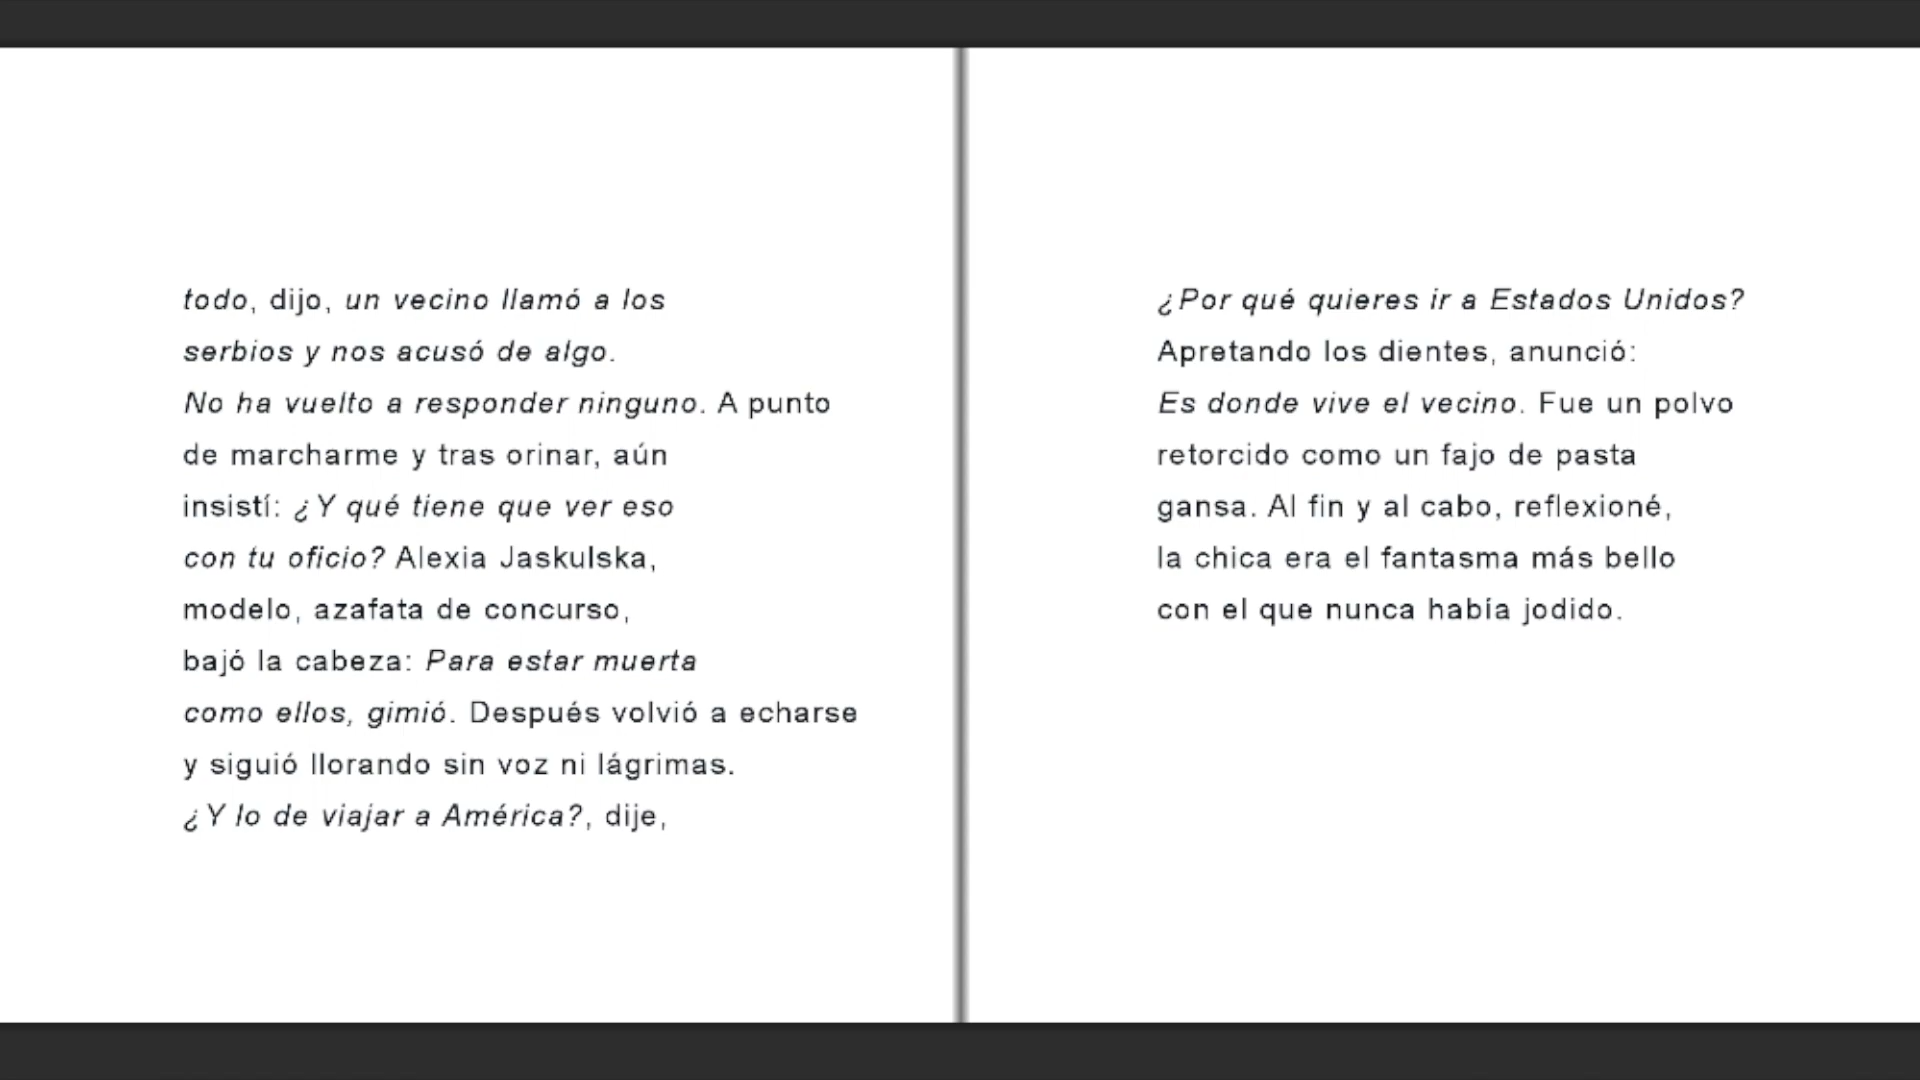 todo, dijo, un vecino llamó a los
serbios y nos acusó de algo.
No ha vuelto a responder ninguno. A punto
de marcharme y tras orinar, aún
insistí: ¿Y qué tiene que ver eso
con tu oficio? Alexia Jaskulska,
modelo, azafata de concurso,
bajó la cabeza: Para estar muerta
como ellos, gimió. Después volvió a echarse
y siguió llorando sin voz ni lágrimas.
¿Y lo de viajar a América?, dije,
¿Por qué quieres ir a Estados Unidos?
Apretando los dientes, anunció:
Es donde vive el vecino. Fue un polvo
retorcido como un fajo de pasta
gansa. Al fin y al cabo, reflexioné,
la chica era el fantasma más bello
con el que nunca había jodido.